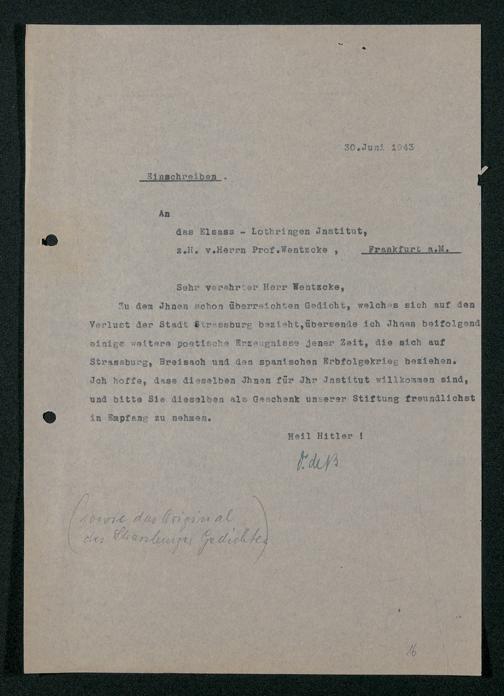 30.Juni 1943
Einschreiben .
An
das Elsass - Lothringen Jnstitut,
z.H. v.Herrn Prof.Wentzcke , Frankfurt a.M.
Sehr verehrter Herr Wentzcke,
Zu dem Jhnen schon überreichten Gedicht, welches sich auf den
Verlust der Stadt Strassburg bezieht,übersende ich Jhnen beifolgend
einige weitere poetische Erzeugnisse jener Zeit, die sich auf
Strassburg, Breisach und den spanischen Erbfolgekrieg beziehen.
Jch hoffe, dass dieselben Jhnen für Jhr Jnstitut willkommen sind,
und bitte Sie dieselben als Geschenk unserer Stiftung freundlichst
in Empfang zu nehmen.
Heil Hitler !
D. de B
(sowie das Original
des Strassburger Gedichtes)
16